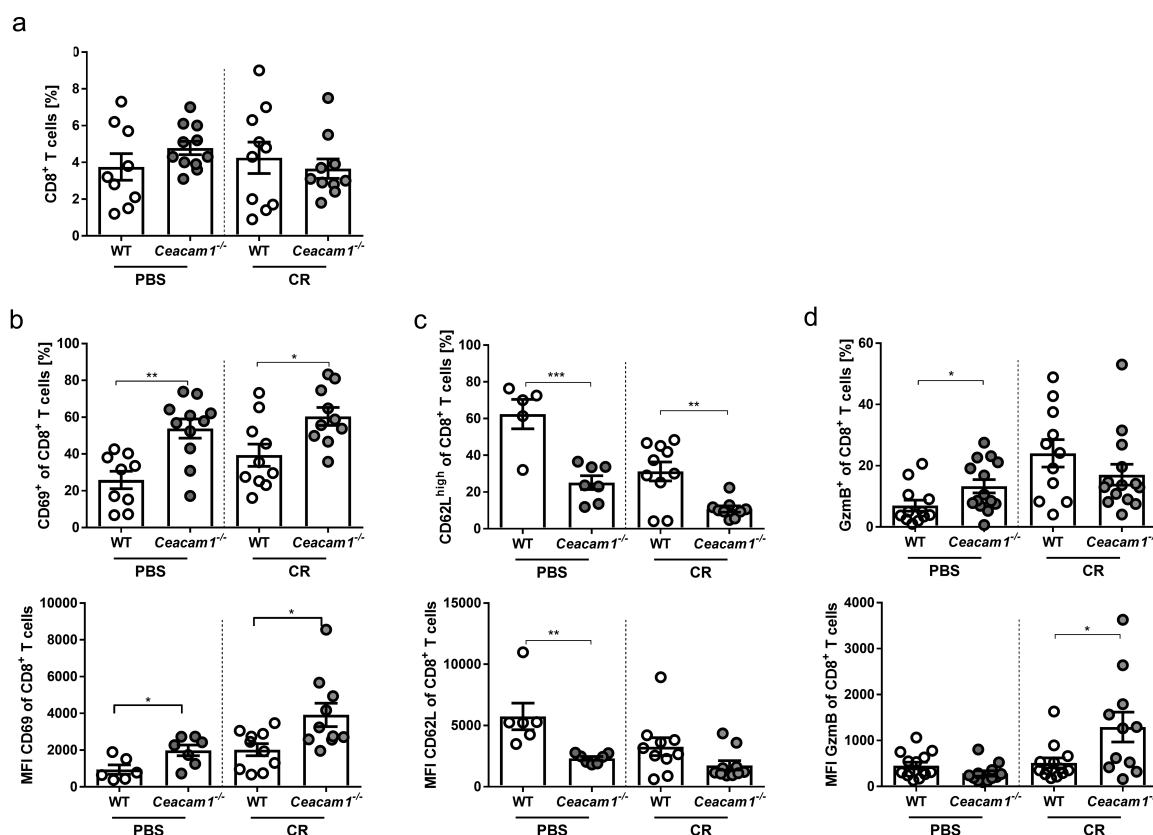 a
CD8⁺ T cells [%]
0
8
6
4
2
0
WT Ceacam1⁻/⁻ WT Ceacam1⁻/⁻
PBS CR
b
CD69⁺ of CD8⁺ T cells [%]
100
80
60
40
20
0
** *
WT Ceacam1⁻/⁻ WT Ceacam1⁻/⁻
PBS CR
c
CD62Lʰⁱᵍʰ of CD8⁺ T cells [%]
100
80
60
40
20
0
*** **
WT Ceacam1⁻/⁻ WT Ceacam1⁻/⁻
PBS CR
d
GzmB⁺ of CD8⁺ T cells [%]
60
40
20
0
*
WT Ceacam1⁻/⁻ WT Ceacam1⁻/⁻
PBS CR
MFI CD69 of CD8⁺ T cells
10000
8000
6000
4000
2000
0
* *
WT Ceacam1⁻/⁻ WT Ceacam1⁻/⁻
PBS CR
MFI CD62L of CD8⁺ T cells
15000
10000
5000
0
**
WT Ceacam1⁻/⁻ WT Ceacam1⁻/⁻
PBS CR
MFI GzmB of CD8⁺ T cells
4000
3000
2000
1000
0
*
WT Ceacam1⁻/⁻ WT Ceacam1⁻/⁻
PBS CR